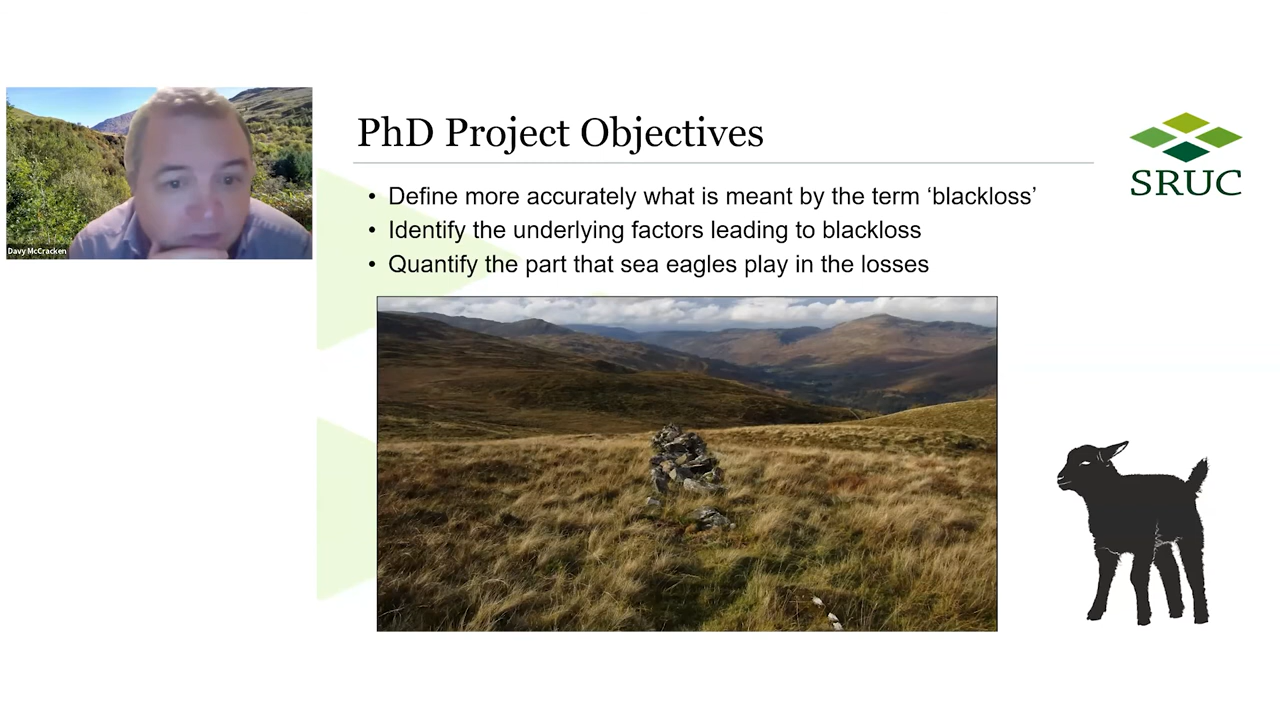 Davy McCracken
PhD Project Objectives
• Define more accurately what is meant by the term ‘blackloss’
• Identify the underlying factors leading to blackloss
• Quantify the part that sea eagles play in the losses
SRUC